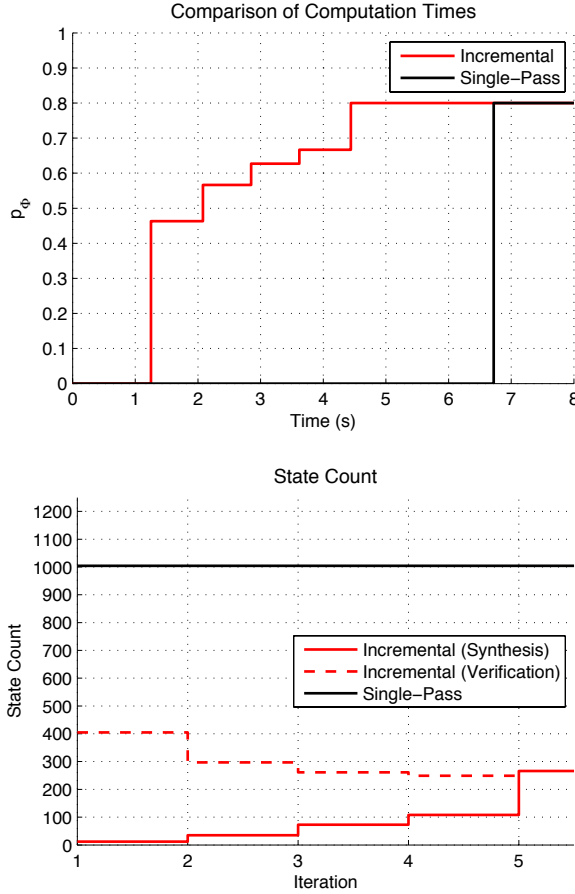 Comparison of Computation Times
1
0.9
0.8
0.7
0.6
0.5
0.4
0.3
0.2
0.1
0
pΦ
Incremental
Single−Pass
0 1 2 3 4 5 6 7 8
Time (s)
State Count
1200
1100
1000
900
800
700
600
500
400
300
200
100
0
State Count
Incremental (Synthesis)
Incremental (Verification)
Single−Pass
1 2 3 4 5
Iteration